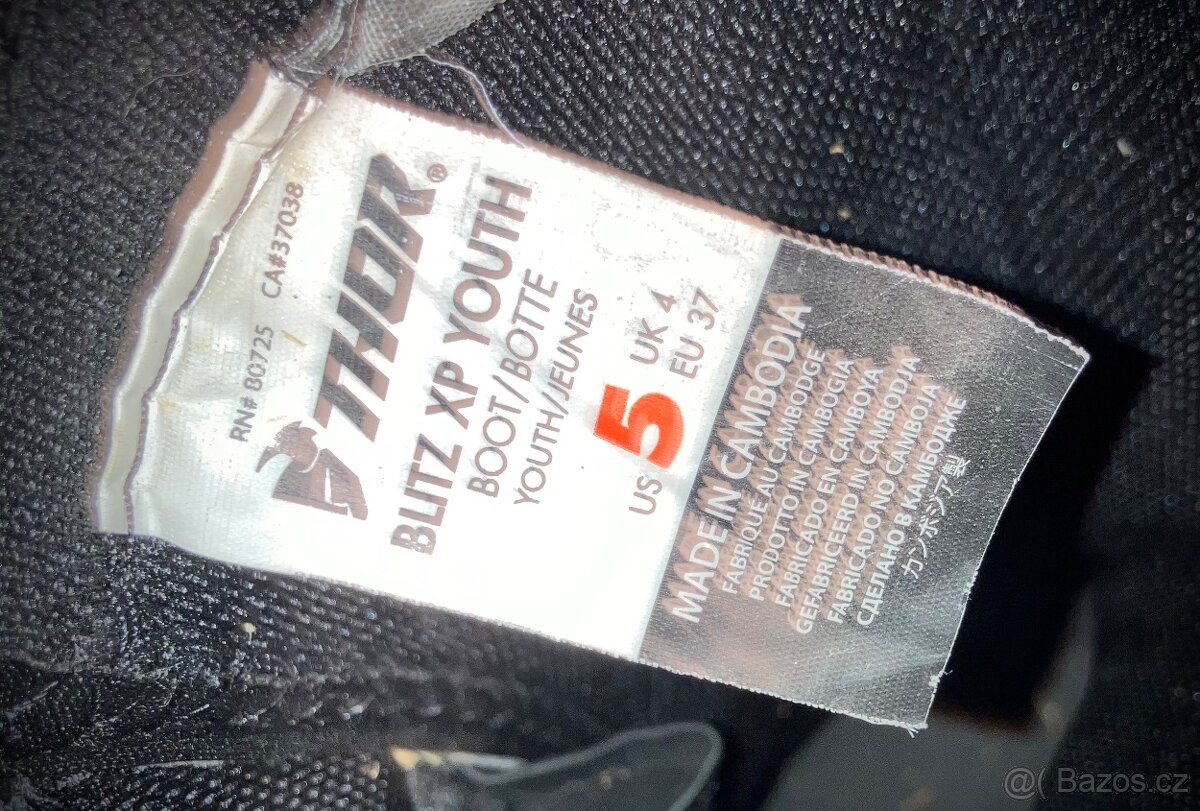 RN# 80725 CA#37038
THOR®
BLITZ XP YOUTH
BOOT/BOTTE
YOUTH/JEUNES
US 5 UK 4
EU 37
MADE IN CAMBODIA
FABRIQUE AU CAMBODGE
PRODOTTO IN CAMBOGIA
FABRICADO EN CAMBOYA
GEFABRICEERD IN CAMBODJA
FABRICADO NO CAMBOJA
СДЕЛАНО В КАМБОДЖЕ
カンボジア製
@( Bazos.cz